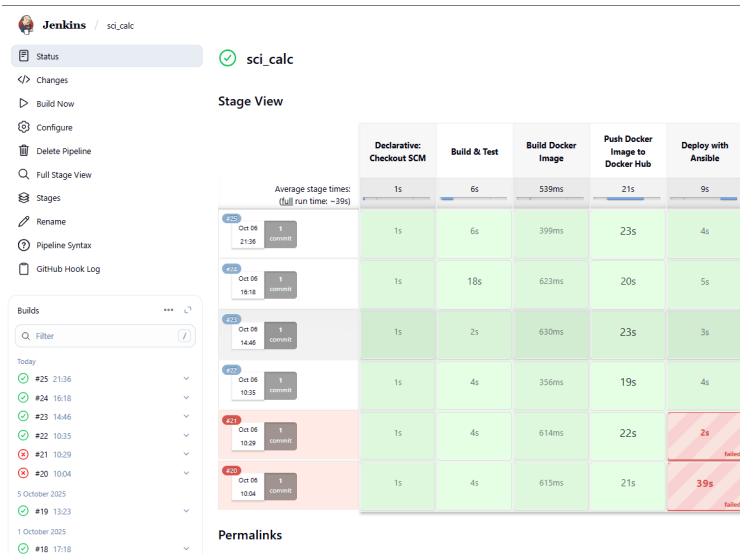 Jenkins / sci_calc
Status
Changes
Build Now
Configure
Delete Pipeline
Full Stage View
Stages
Rename
Pipeline Syntax
GitHub Hook Log
Builds
Filter /
Today
#25 21:36
#24 16:18
#23 14:46
#22 10:35
#21 10:29
#20 10:04
5 October 2025
#19 13:23
1 October 2025
#18 17:18
sci_calc
Stage View
Declarative: Checkout SCM
Build & Test
Build Docker Image
Push Docker Image to Docker Hub
Deploy with Ansible
Average stage times:
(full run time: ~39s)
1s 6s 539ms 21s 9s
#25
Oct 06 21:36 1 commit
1s 6s 399ms 23s 4s
#24
Oct 06 16:18 1 commit
1s 18s 623ms 20s 5s
#23
Oct 06 14:46 1 commit
1s 2s 630ms 23s 3s
#22
Oct 06 10:35 1 commit
1s 4s 356ms 19s 4s
#21
Oct 06 10:29 1 commit
1s 4s 614ms 22s 2s
failed
#20
Oct 06 10:04 1 commit
1s 4s 615ms 21s 39s
failed
Permalinks